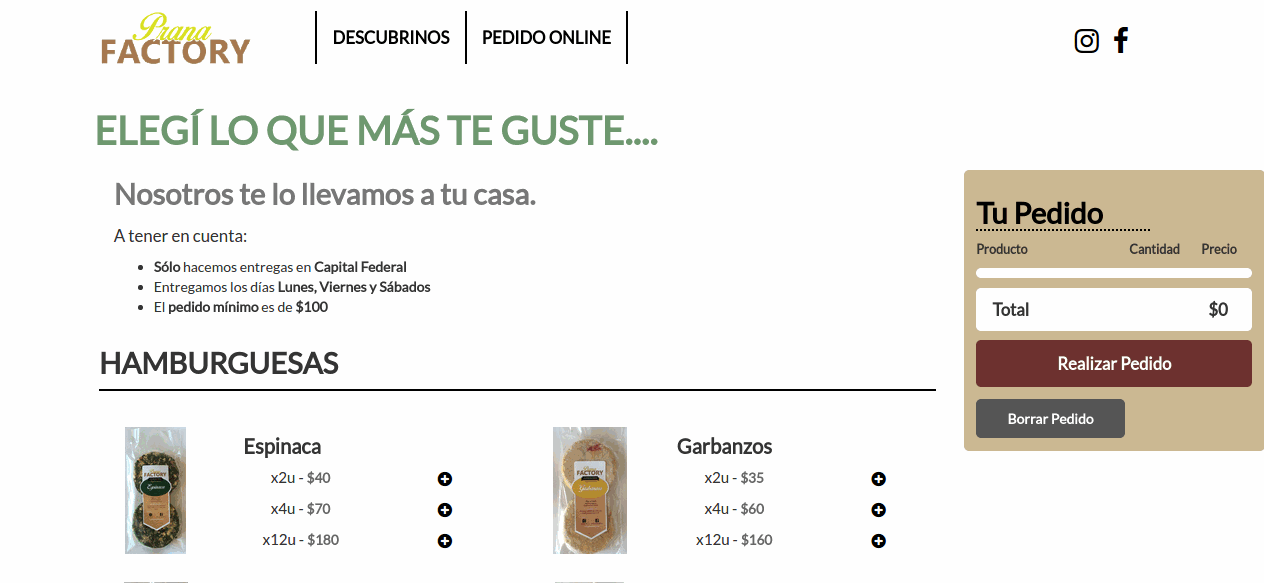 Prana
FACTORY
DESCUBRINOS
PEDIDO ONLINE
ELEGÍ LO QUE MÁS TE GUSTE....
Nosotros te lo llevamos a tu casa.
A tener en cuenta:
Sólo hacemos entregas en Capital Federal
Entregamos los días Lunes, Viernes y Sábados
El pedido mínimo es de $100
Tu Pedido
Producto Cantidad Precio
Total $0
Realizar Pedido
Borrar Pedido
HAMBURGUESAS
FACTORY
Espinaca
Espinaca
x2u - $40
x4u - $70
x12u - $180
FACTORY
Garbanzos
x2u - $35
x4u - $60
x12u - $160